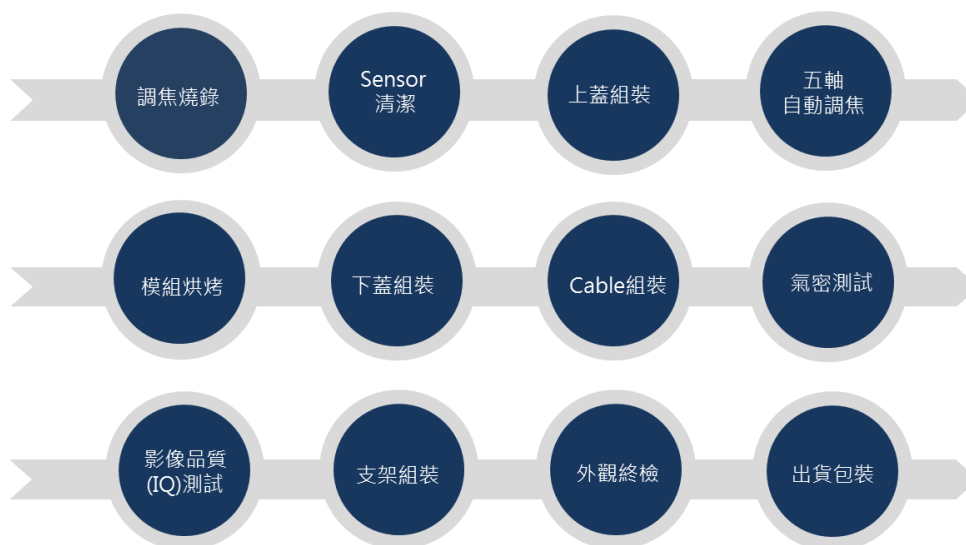 調焦燒錄
Sensor
清潔
上蓋組裝
五軸
自動調焦
模組烘烤
下蓋組裝
Cable組裝
氣密測試
影像品質
(IQ)測試
支架組裝
外觀終檢
出貨包裝